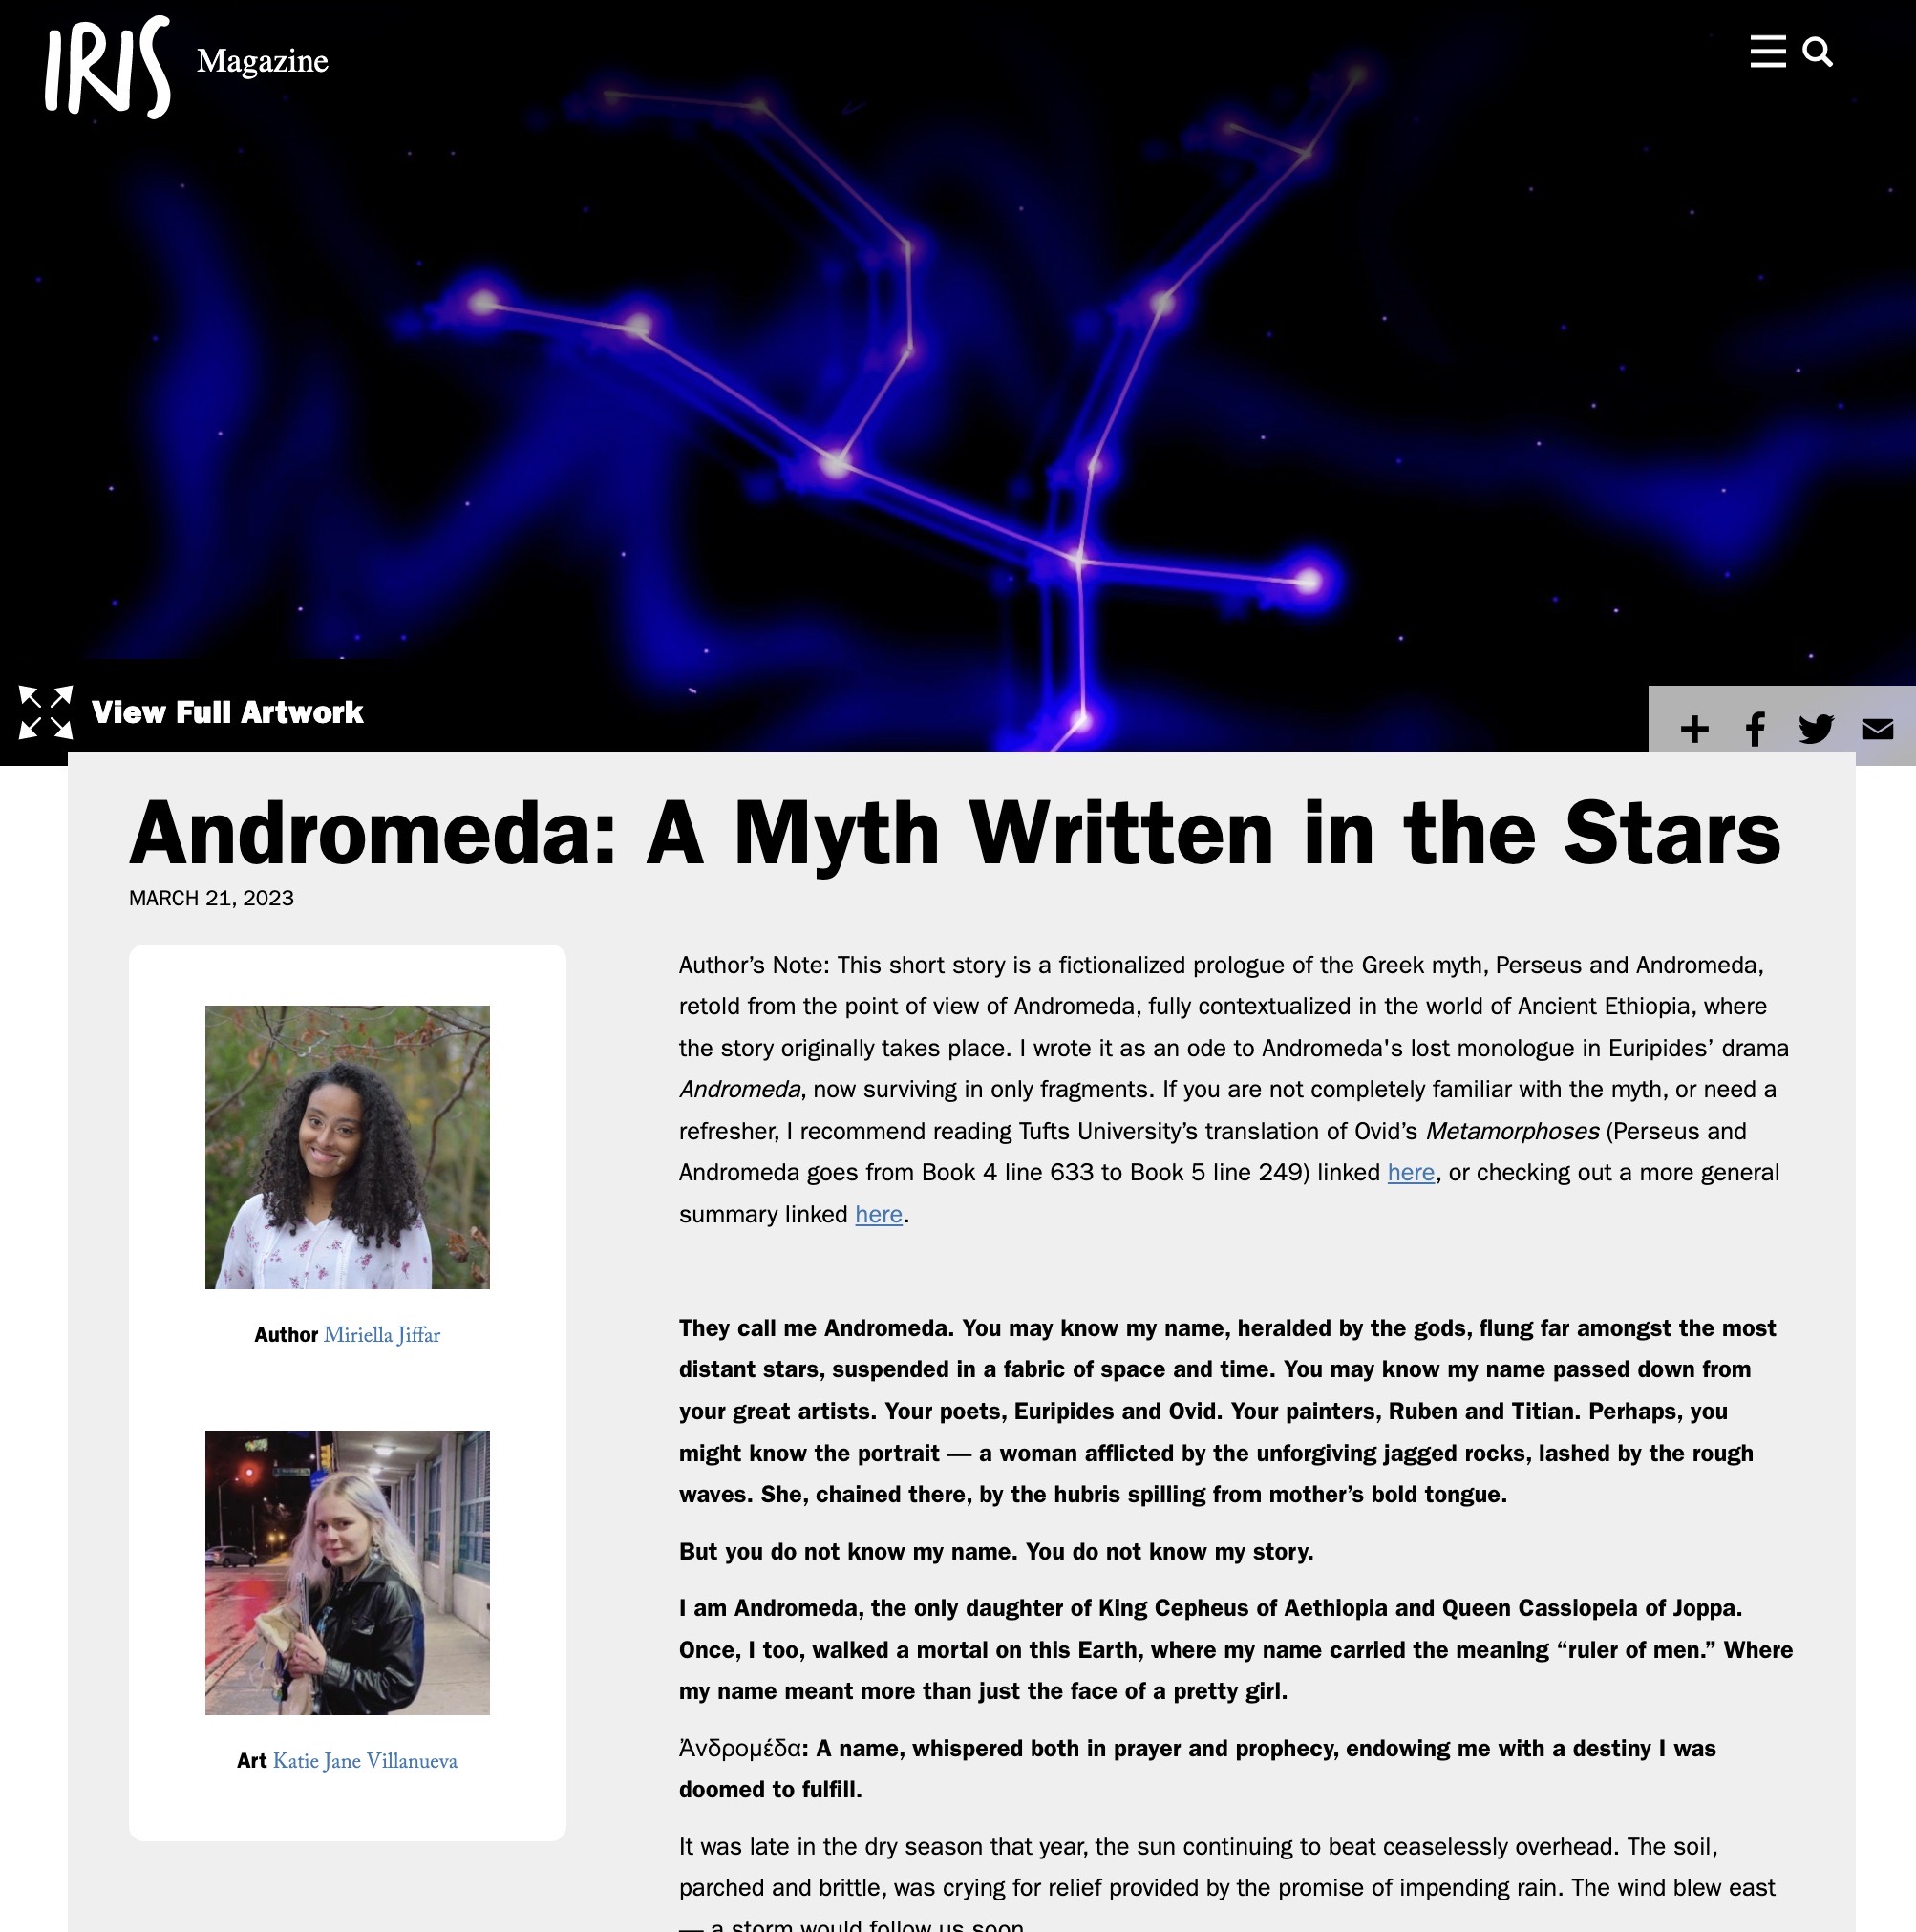 IRIS Magazine
View Full Artwork
Andromeda: A Myth Written in the Stars
MARCH 21, 2023
Author Miriella Jiffar
Art Katie Jane Villanueva
Author’s Note: This short story is a fictionalized prologue of the Greek myth, Perseus and Andromeda,
retold from the point of view of Andromeda, fully contextualized in the world of Ancient Ethiopia, where
the story originally takes place. I wrote it as an ode to Andromeda's lost monologue in Euripides’ drama
Andromeda, now surviving in only fragments. If you are not completely familiar with the myth, or need a
refresher, I recommend reading Tufts University’s translation of Ovid’s Metamorphoses (Perseus and
Andromeda goes from Book 4 line 633 to Book 5 line 249) linked here, or checking out a more general
summary linked here.
They call me Andromeda. You may know my name, heralded by the gods, flung far amongst the most
distant stars, suspended in a fabric of space and time. You may know my name passed down from
your great artists. Your poets, Euripides and Ovid. Your painters, Ruben and Titian. Perhaps, you
might know the portrait — a woman afflicted by the unforgiving jagged rocks, lashed by the rough
waves. She, chained there, by the hubris spilling from mother’s bold tongue.
But you do not know my name. You do not know my story.
I am Andromeda, the only daughter of King Cepheus of Aethiopia and Queen Cassiopeia of Joppa.
Once, I too, walked a mortal on this Earth, where my name carried the meaning “ruler of men.” Where
my name meant more than just the face of a pretty girl.
Ἀνδρομέδα: A name, whispered both in prayer and prophecy, endowing me with a destiny I was
doomed to fulfill.
It was late in the dry season that year, the sun continuing to beat ceaselessly overhead. The soil,
parched and brittle, was crying for relief provided by the promise of impending rain. The wind blew east
— a storm would follow us soon